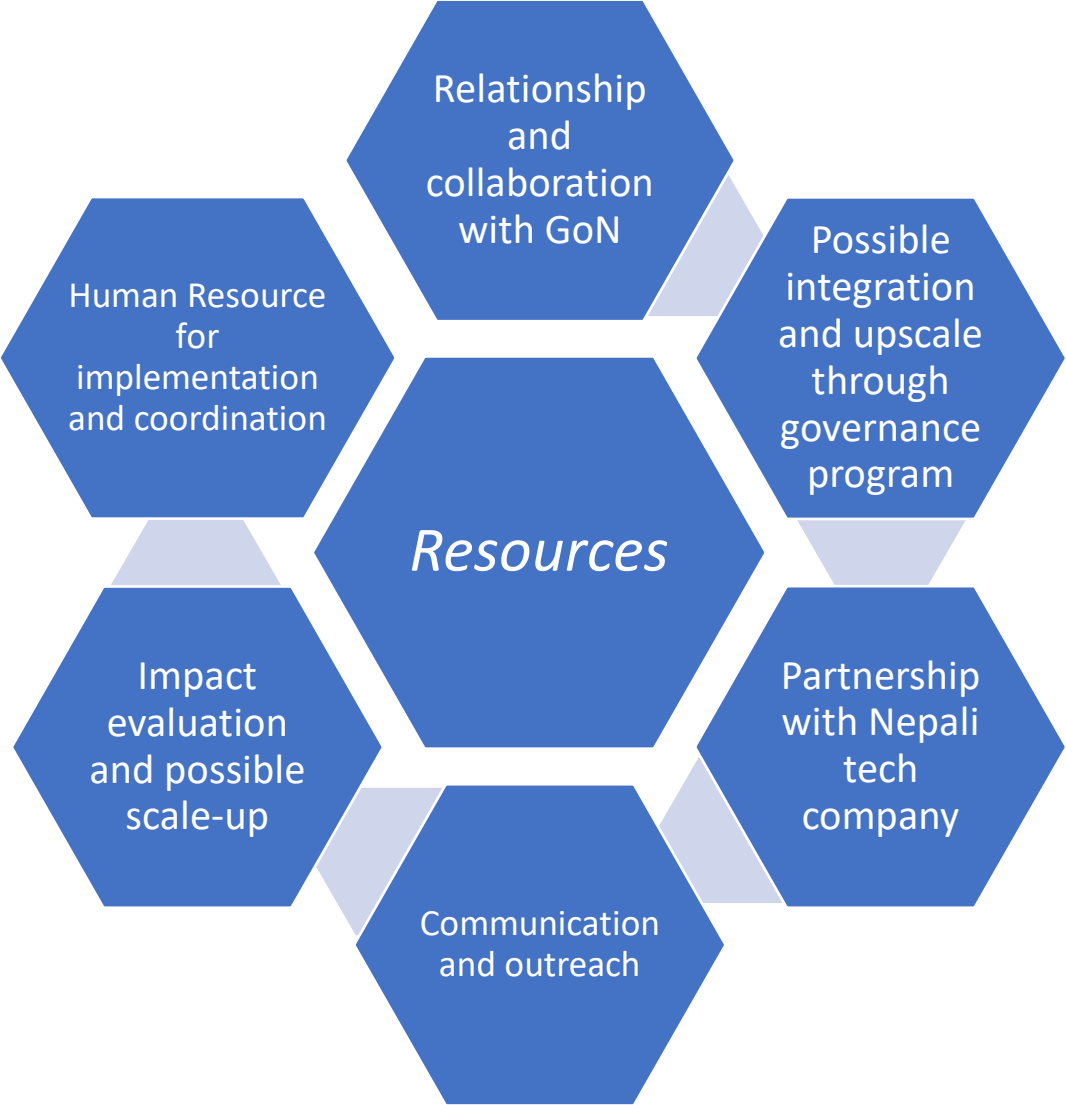 Relationship
and
collaboration
with GoN
Possible
integration
and upscale
through
governance
program
Partnership
with Nepali
tech
company
Communication
and outreach
Impact
evaluation
and possible
scale-up
Human Resource
for
implementation
and coordination
Resources